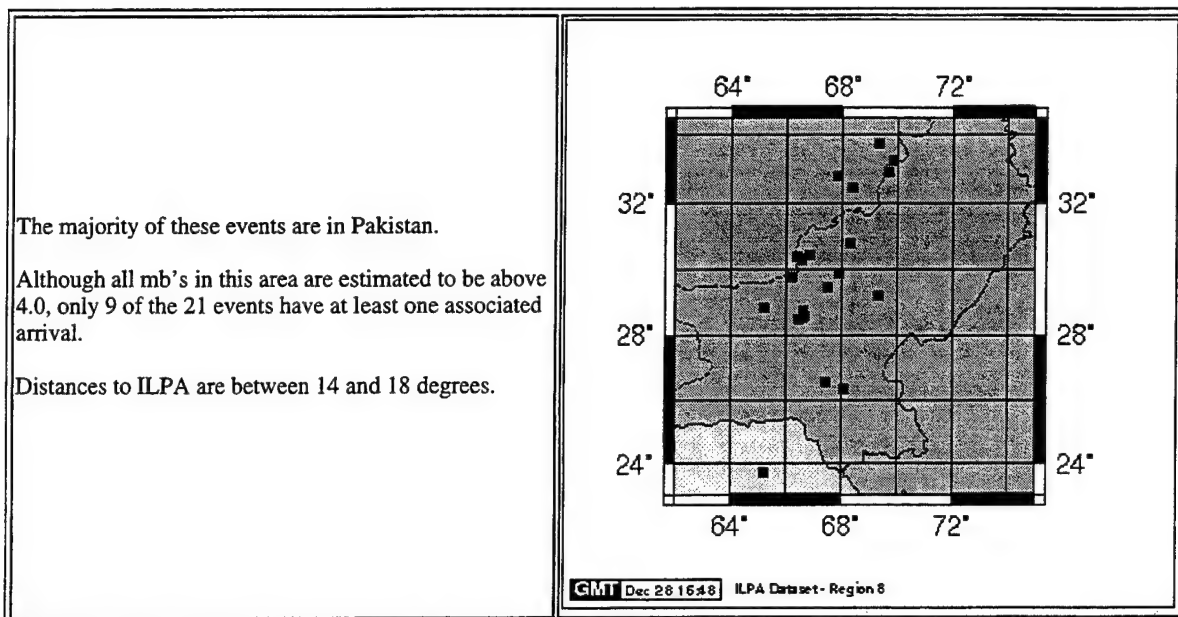 The majority of these events are in Pakistan.
Although all mb's in this area are estimated to be above
4.0, only 9 of the 21 events have at least one associated
arrival.
Distances to ILPA are between 14 and 18 degrees.
64° 68° 72°
32° 32°
28° 28°
24° 24°
64° 68° 72°
GMT Dec 28 16:48 ILPA Dataset - Region 8